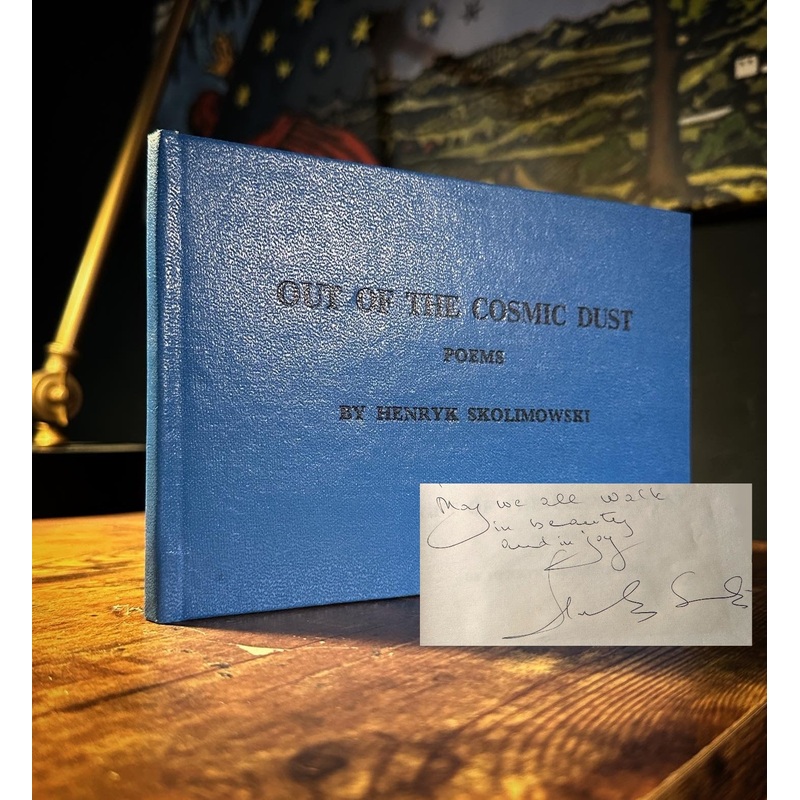 OUT OF THE COSMIC DUST
POEMS
BY HENRYK SKOLIMOWSKI
May we all walk
in beauty
and in joy